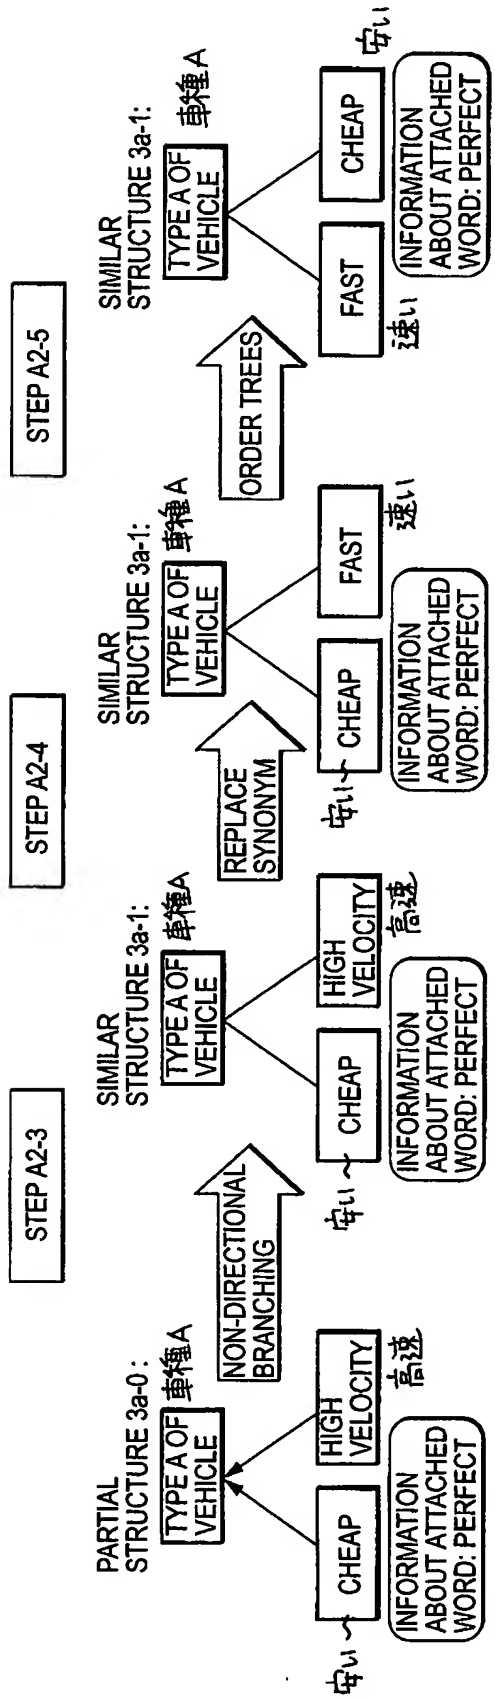 STEP A2-3
STEP A2-4
STEP A2-5
PARTIAL
STRUCTURE 3a-0:
TYPE A OF
VEHICLE
車種A
CHEAP
安い
HIGH
VELOCITY
高速
INFORMATION
ABOUT ATTACHED
WORD: PERFECT
NON-DIRECTIONAL
BRANCHING
SIMILAR
STRUCTURE 3a-1:
TYPE A OF
VEHICLE
車種A
CHEAP
安い
HIGH
VELOCITY
高速
INFORMATION
ABOUT ATTACHED
WORD: PERFECT
REPLACE
SYNONYM
SIMILAR
STRUCTURE 3a-1:
TYPE A OF
VEHICLE
車種A
CHEAP
安い
FAST
速い
INFORMATION
ABOUT ATTACHED
WORD: PERFECT
ORDER TREES
SIMILAR
STRUCTURE 3a-1:
TYPE A OF
VEHICLE
車種A
FAST
速い
CHEAP
安い
INFORMATION
ABOUT ATTACHED
WORD: PERFECT